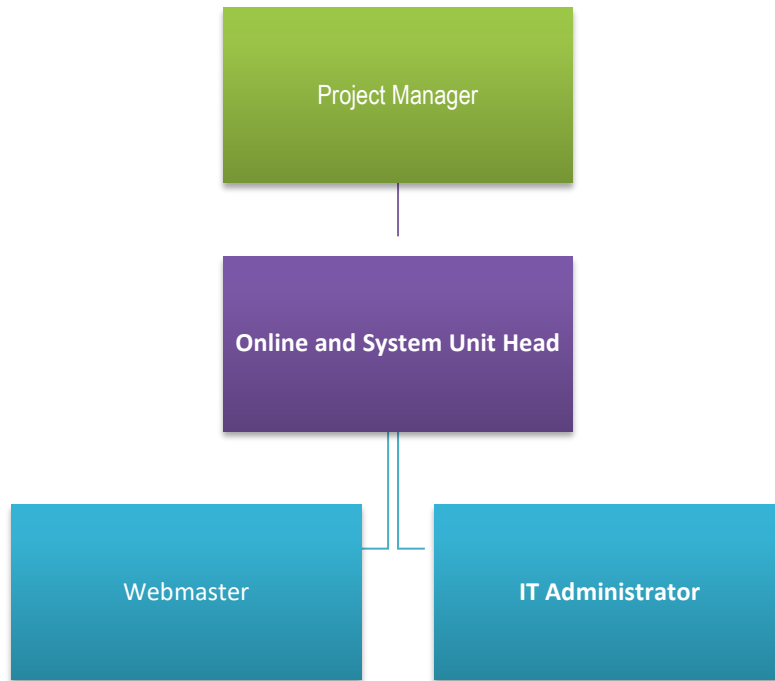 Project Manager
Online and System Unit Head
Webmaster
IT Administrator